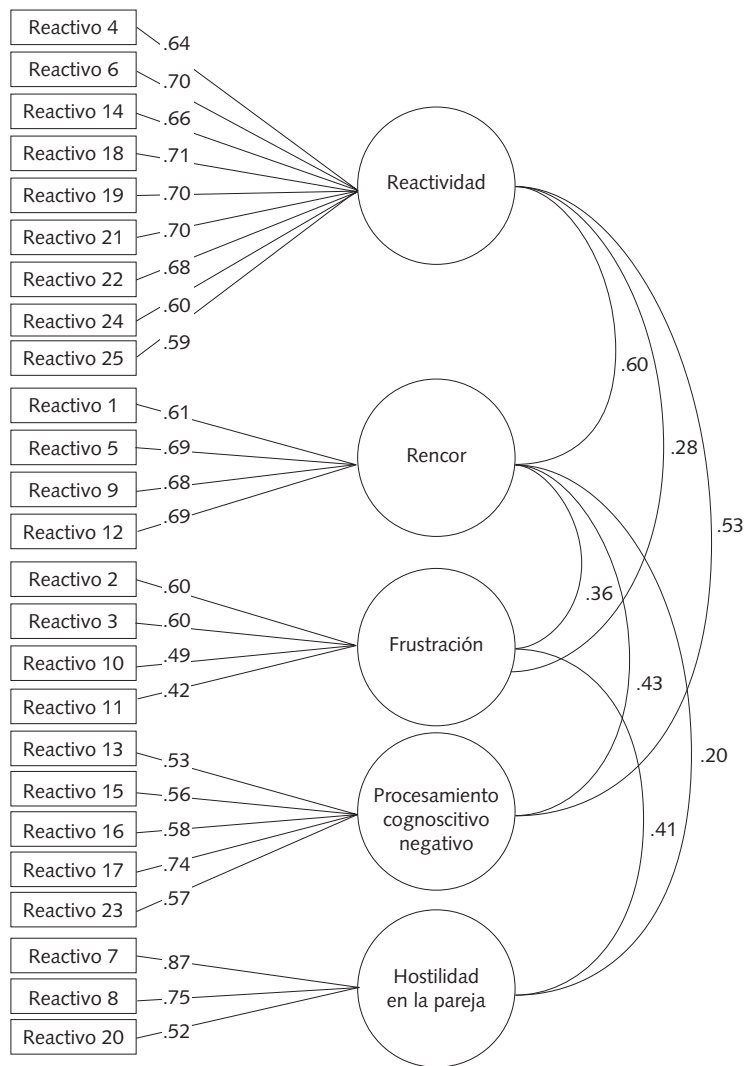 Reactivo 4
.64
Reactivo 6
.70
Reactivo 14
.66
Reactivo 18
.71
Reactivo 19
.70
Reactivo 21
.70
Reactivo 22
.68
Reactivo 24
.60
Reactivo 25
.59
Reactividad
Reactivo 1
.61
Reactivo 5
.69
Reactivo 9
.68
Reactivo 12
.69
Rencor
Reactivo 2
.60
Reactivo 3
.60
Reactivo 10
.49
Reactivo 11
.42
Frustración
Reactivo 13
.53
Reactivo 15
.56
Reactivo 16
.58
Reactivo 17
.74
Reactivo 23
.57
Procesamiento
cognoscitivo
negativo
Reactivo 7
.87
Reactivo 8
.75
Reactivo 20
.52
Hostilidad
en la pareja
.60
.28
.53
.36
.43
.20
.41